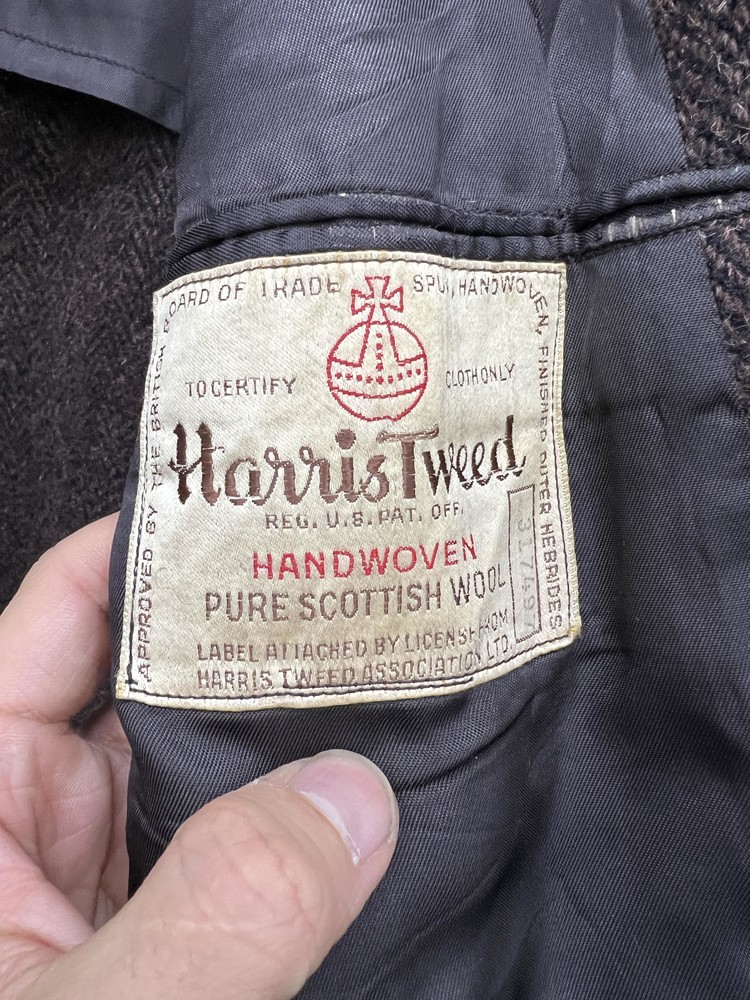 APPROVED BY THE BRITISH BOARD OF TRADE
SPUN, HANDWOVEN, FINISHED OUTER HEBRIDES
TO CERTIFY
CLOTH ONLY
Harris Tweed
REG. U.S. PAT. OFF.
HANDWOVEN
PURE SCOTTISH WOOL
LABEL ATTACHED BY LICENSE FROM
HARRIS TWEED ASSOCIATION LTD.
317497